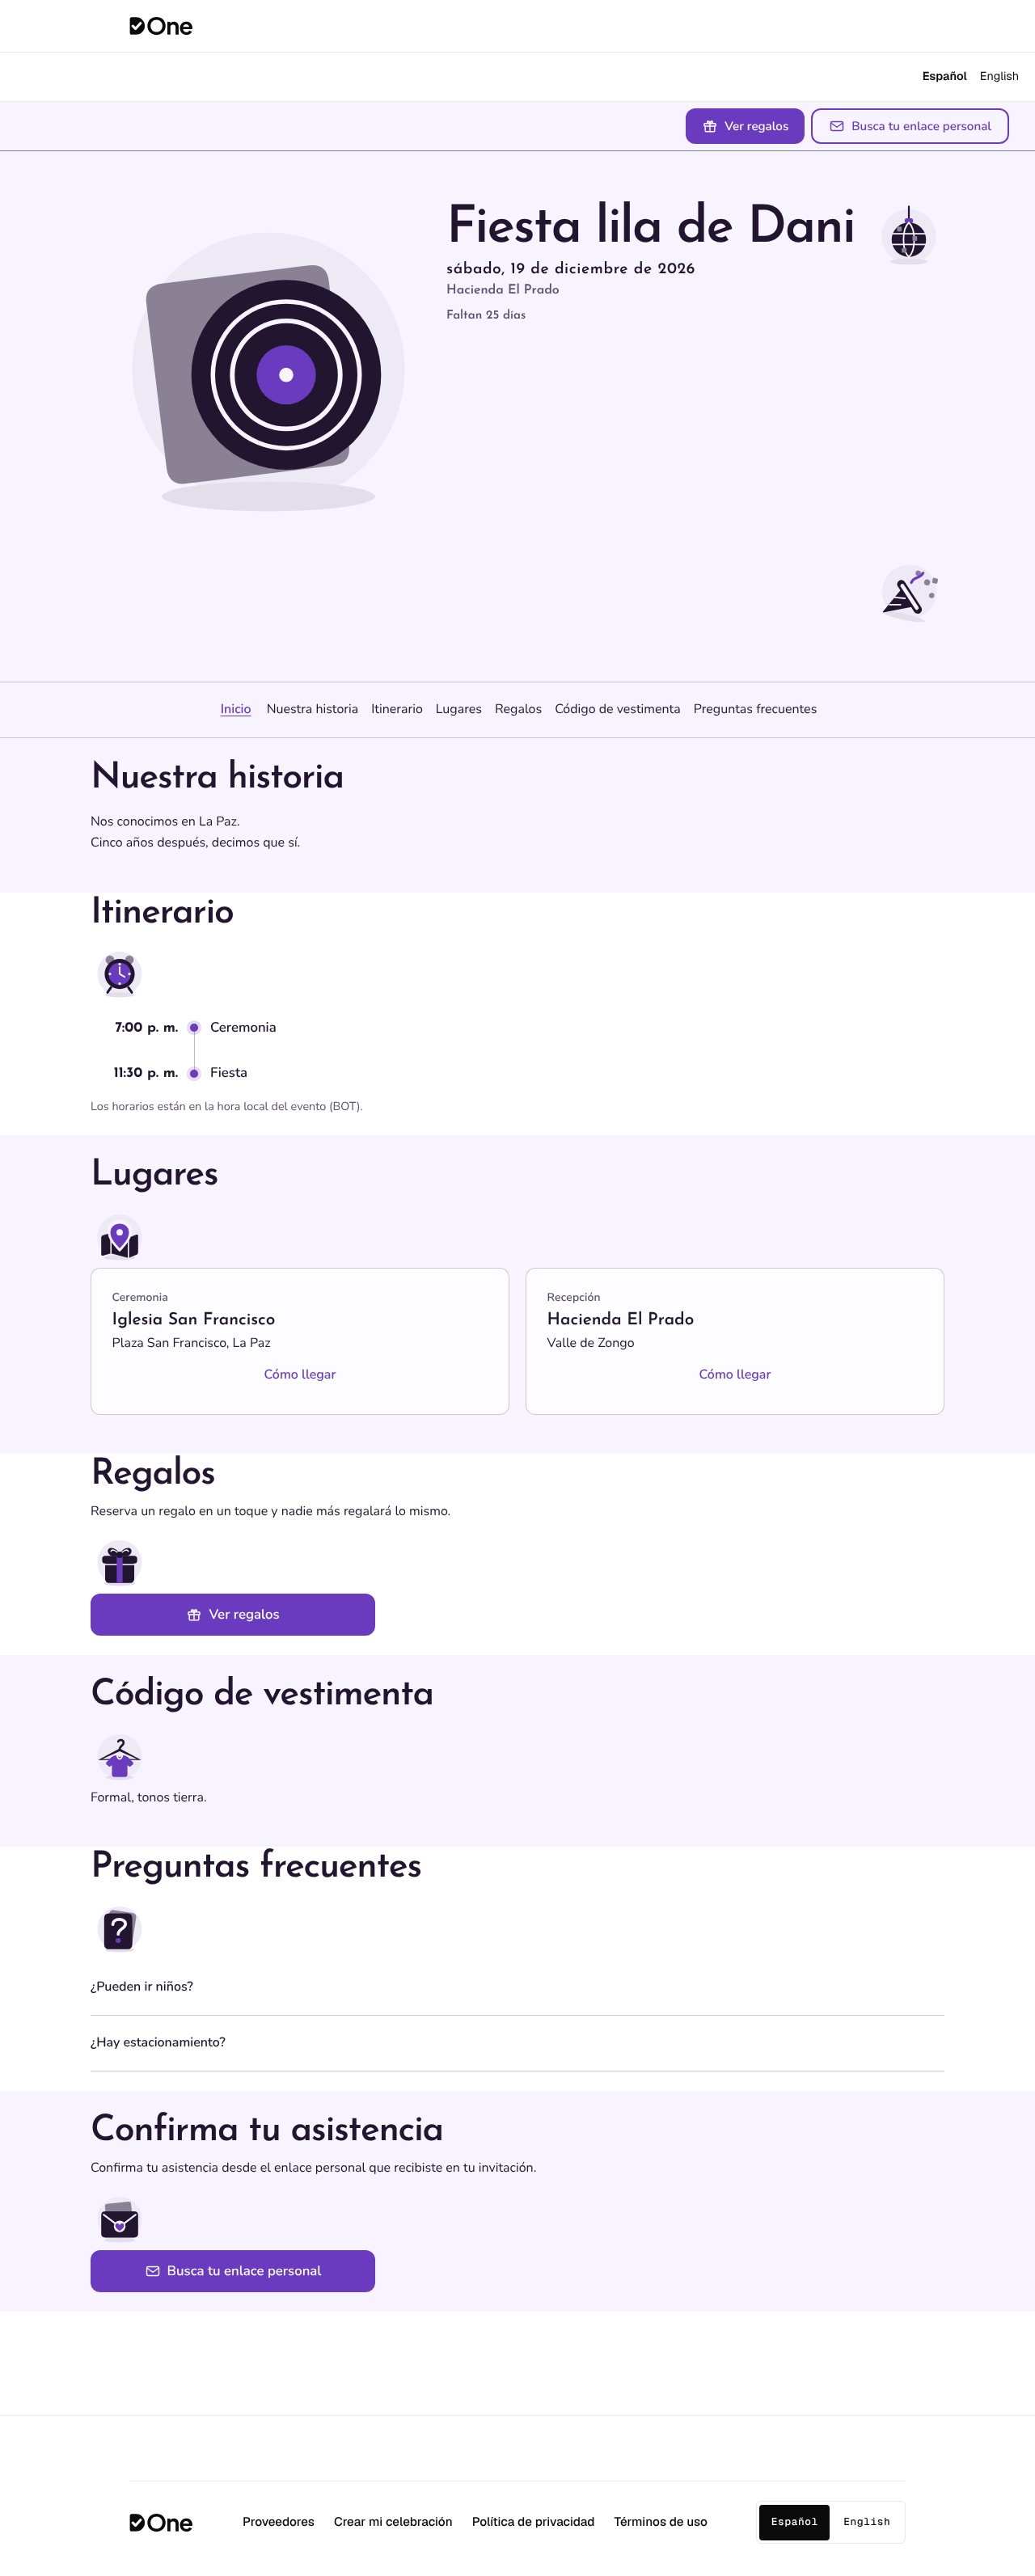 DOne
Español English
Ver regalos Busca tu enlace personal
Fiesta lila de Dani
sábado, 19 de diciembre de 2026
Hacienda El Prado
Faltan 25 días
Inicio Nuestra historia Itinerario Lugares Regalos Código de vestimenta Preguntas frecuentes
Nuestra historia
Nos conocimos en La Paz.
Cinco años después, decimos que sí.
Itinerario
7:00 p. m. Ceremonia
11:30 p. m. Fiesta
Los horarios están en la hora local del evento (BOT).
Lugares
Ceremonia
Iglesia San Francisco
Plaza San Francisco, La Paz
Cómo llegar
Recepción
Hacienda El Prado
Valle de Zongo
Cómo llegar
Regalos
Reserva un regalo en un toque y nadie más regalará lo mismo.
Ver regalos
Código de vestimenta
Formal, tonos tierra.
Preguntas frecuentes
?
¿Pueden ir niños?
¿Hay estacionamiento?
Confirma tu asistencia
Confirma tu asistencia desde el enlace personal que recibiste en tu invitación.
Busca tu enlace personal
DOne Proveedores Crear mi celebración Política de privacidad Términos de uso Español English